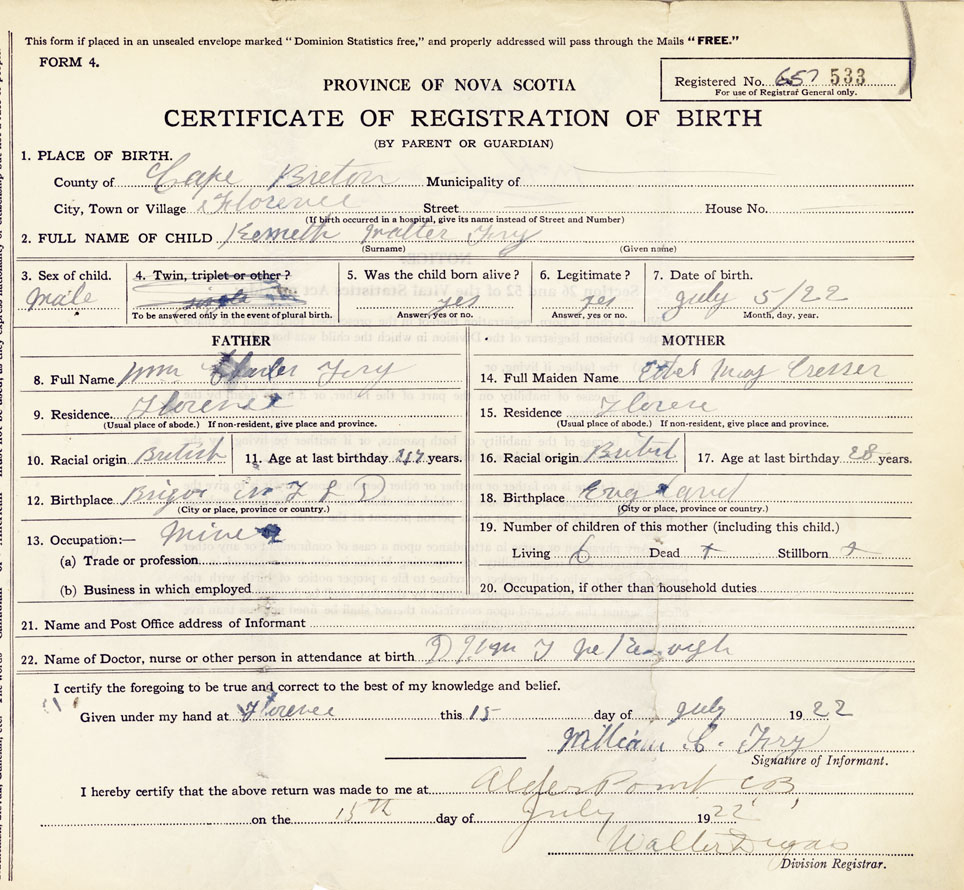 This form if placed in an unsealed envelope marked "Dominion Statistics free," and properly addressed will pass through the Mails "FREE."
FORM 4.
Registered No. 657 533
For use of Registrar General only.
PROVINCE OF NOVA SCOTIA
CERTIFICATE OF REGISTRATION OF BIRTH
(BY PARENT OR GUARDIAN)
1. PLACE OF BIRTH.
County of Cape Breton Municipality of
City, Town or Village Florence Street House No.
(If birth occurred in a hospital, give its name instead of Street and Number)
2. FULL NAME OF CHILD Kenneth Walter
(Surname) (Given name)
3. Sex of child. 4. Twin, triplet or other? 5. Was the child born alive? 6. Legitimate? 7. Date of birth.
Male single yes yes July 5/22
To be answered only in the event of plural birth. Answer, yes or no. Answer, yes or no. Month, day, year.
FATHER MOTHER
8. Full Name Wm Charles 14. Full Maiden Name Ethel May Cresser
9. Residence. Florence 15. Residence
(Usual place of abode.) If non-resident, give place and province. (Usual place of abode.) If non-resident, give place and province.
10. Racial origin British 11. Age at last birthday years. 16. Racial origin British 17. Age at last birthday 28 years.
12. Birthplace Brigus N F L D 18. Birthplace England
(City or place, province or country.) (City or place, province or country.)
13. Occupation:— Miner 19. Number of children of this mother (including this child.)
(a) Trade or profession Living 6 Dead Stillborn
(b) Business in which employed 20. Occupation, if other than household duties
21. Name and Post Office address of Informant
22. Name of Doctor, nurse or other person in attendance at birth
I certify the foregoing to be true and correct to the best of my knowledge and belief.
Given under my hand at Florence this 15 day of July 1922
William C.
Signature of Informant.
I hereby certify that the above return was made to me at Alder Point CB
on the 15th day of July 1922
Walter
Division Registrar.